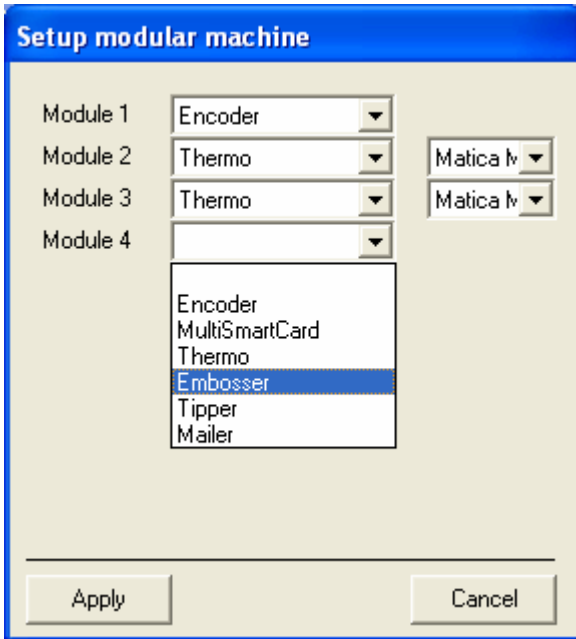 Setup modular machine
Module 1 Encoder
Module 2 Thermo Matica
Module 3 Thermo Matica
Module 4
Encoder
MultiSmartCard
Thermo
Embosser
Tipper
Mailer
Apply Cancel